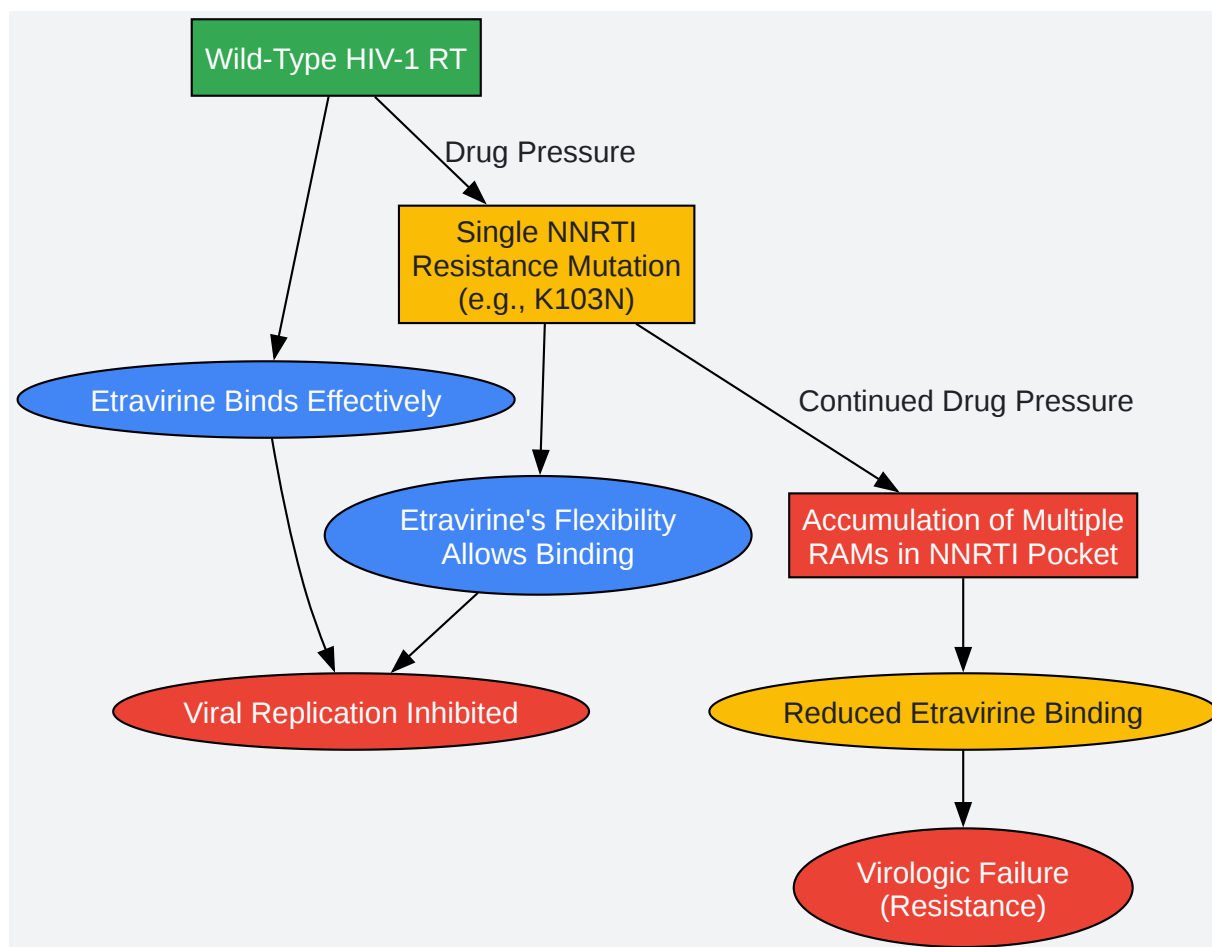 Wild-Type HIV-1 RT
Drug Pressure
Single NNRTI
Resistance Mutation
(e.g., K103N)
Etravirine Binds Effectively
Continued Drug Pressure
Etravirine's Flexibility
Allows Binding
Accumulation of Multiple
RAMs in NNRTI Pocket
Viral Replication Inhibited
Reduced Etravirine Binding
Virologic Failure
(Resistance)